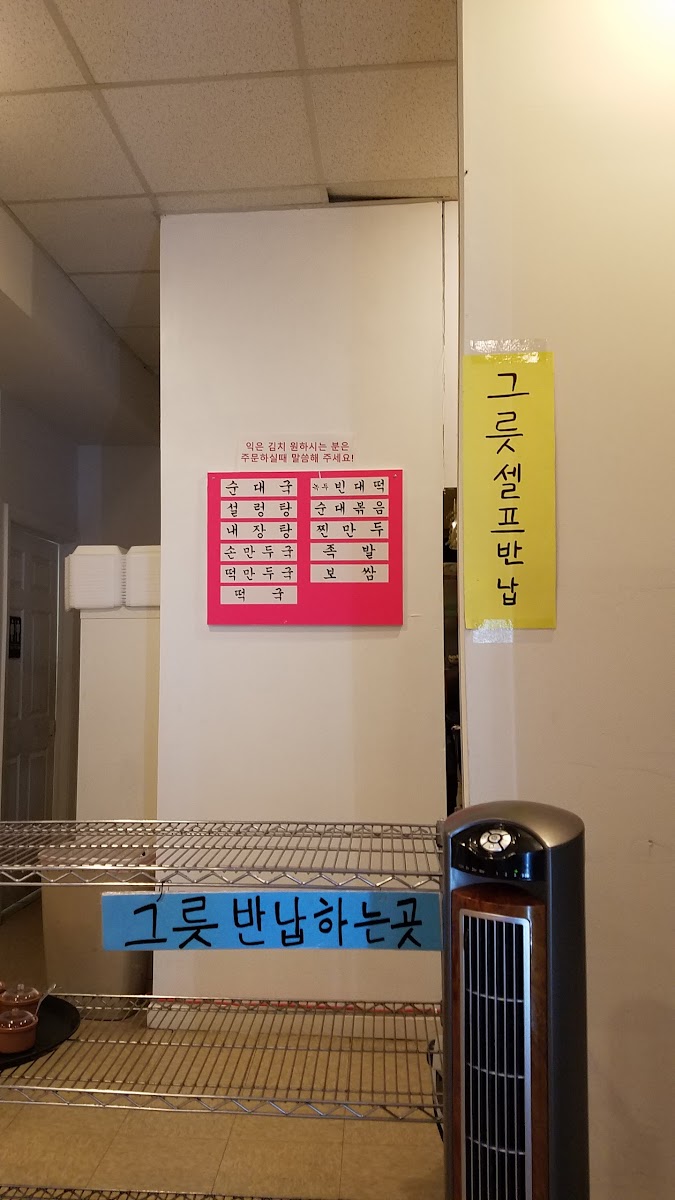 익은 김치 원하시는 분은
주문하실때 말씀해 주세요!
순대국
설렁탕
내장탕
손만두국
떡만두국
떡국
녹두빈대떡
순대볶음
찐만두
족발
보쌈
그릇셀프반납
그릇 반납하는곳